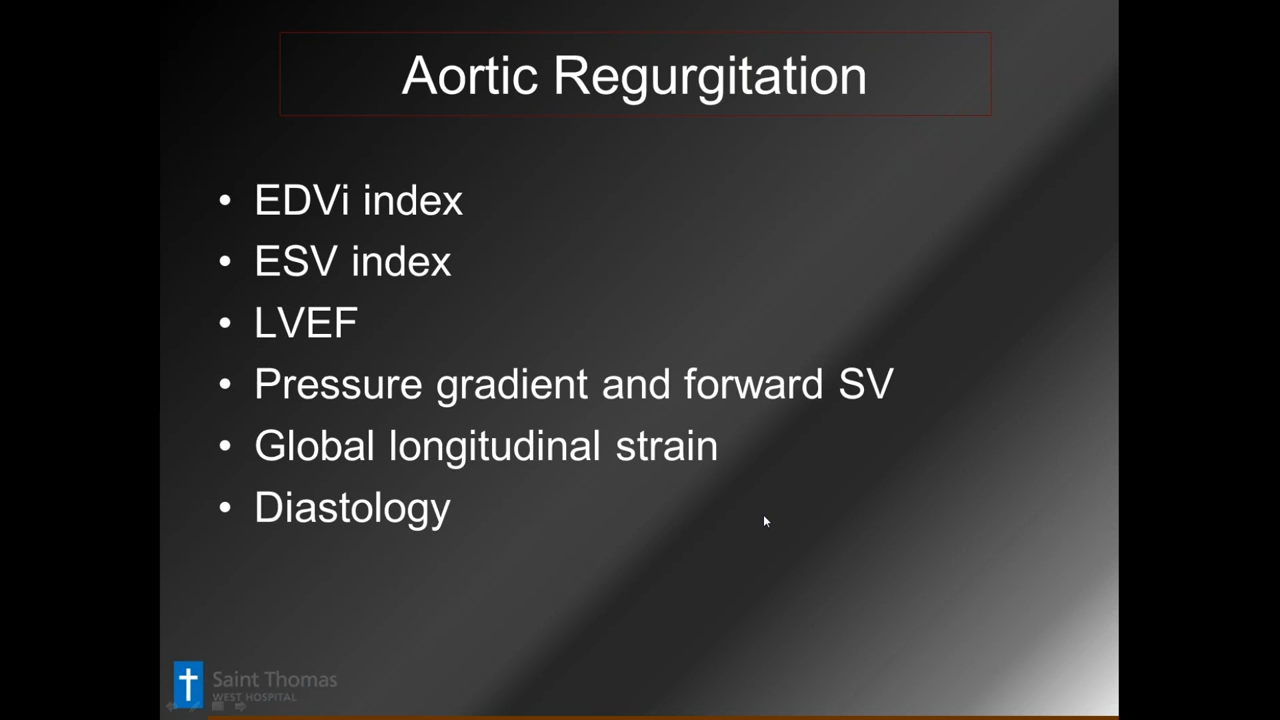 Aortic Regurgitation
• EDVi index
• ESV index
• LVEF
• Pressure gradient and forward SV
• Global longitudinal strain
• Diastology
Saint Thomas
WEST HOSPITAL